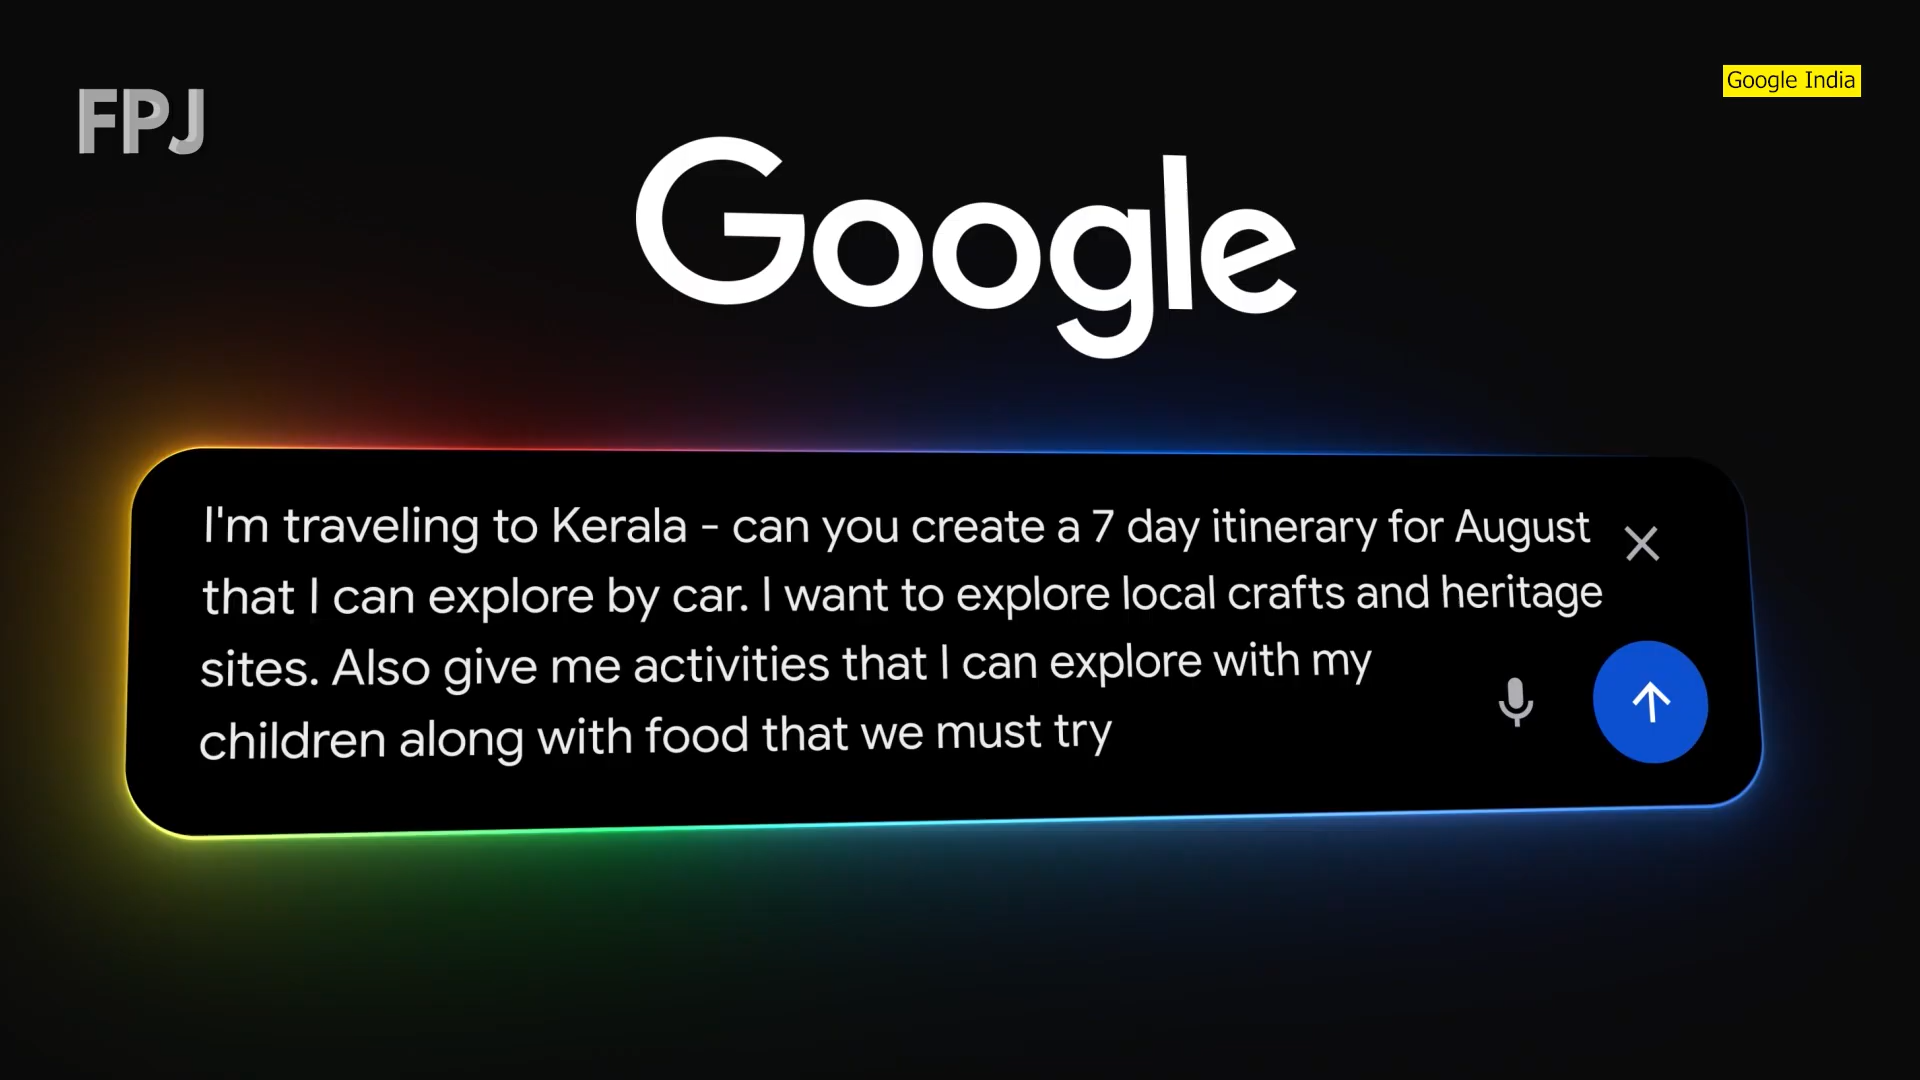 FPJ
Google India
Google
I'm traveling to Kerala - can you create a 7 day itinerary for August
that I can explore by car. I want to explore local crafts and heritage
sites. Also give me activities that I can explore with my
children along with food that we must try